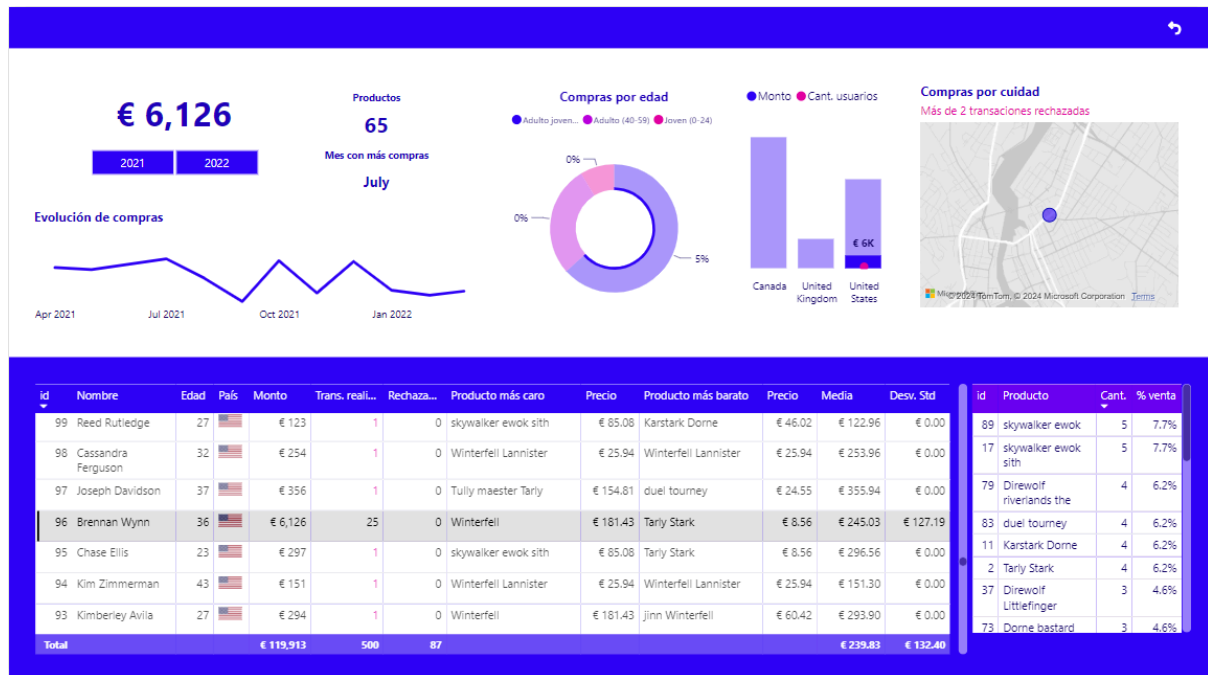 € 6,126
2021 2022
Productos
65
Mes con más compras
July
Evolución de compras
Apr 2021 Jul 2021 Oct 2021 Jan 2022
Compras por edad
Adulto joven... Adulto (40-59) Joven (0-24)
0%
0%
5%
Monto Cant. usuarios
€ 6K
Canada United Kingdom United States
Compras por cuidad
Más de 2 transaciones rechazadas
© 2024 TomTom, © 2024 Microsoft Corporation Terms
id Nombre Edad País Monto Trans. reali... Rechaza... Producto más caro Precio Producto más barato Precio Media Desv. Std
99 Reed Rutledge 27 € 123 1 0 skywalker ewok sith € 85.08 Karstark Dorne € 46.02 € 122.96 € 0.00
98 Cassandra Ferguson 32 € 254 1 0 Winterfell Lannister € 25.94 Winterfell Lannister € 25.94 € 253.96 € 0.00
97 Joseph Davidson 37 € 356 1 0 Tully maester Tarly € 154.81 duel tourney € 24.55 € 355.94 € 0.00
96 Brennan Wynn 36 € 6,126 25 0 Winterfell € 181.43 Tarly Stark € 8.56 € 245.03 € 127.19
95 Chase Ellis 23 € 297 1 0 skywalker ewok sith € 85.08 Tarly Stark € 8.56 € 296.56 € 0.00
94 Kim Zimmerman 43 € 151 1 0 Winterfell Lannister € 25.94 Winterfell Lannister € 25.94 € 151.30 € 0.00
93 Kimberley Avila 27 € 294 1 0 Winterfell € 181.43 jinn Winterfell € 60.42 € 293.90 € 0.00
Total € 119,913 500 87 € 239.83 € 132.40
id Producto Cant. % venta
89 skywalker ewok 5 7.7%
17 skywalker ewok sith 5 7.7%
79 Direwolf riverlands the 4 6.2%
83 duel tourney 4 6.2%
11 Karstark Dorne 4 6.2%
2 Tarly Stark 4 6.2%
37 Direwolf Littlefinger 3 4.6%
73 Dorne bastard 3 4.6%